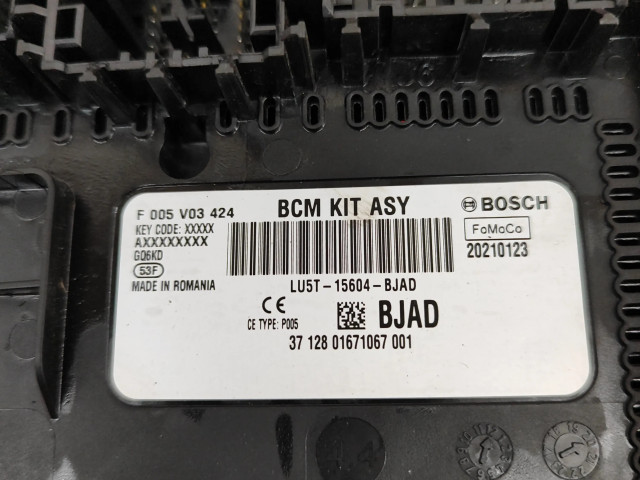 F 005 V03 424
BCM KIT ASY
BOSCH
KEY CODE: XXXXX
FoMoCo
AXXXXXXXX
20210123
GQ6KD
53F
MADE IN ROMANIA
LU5T-15604-BJAD
CE
BJAD
CE TYPE: P005
37 128 01671067 001